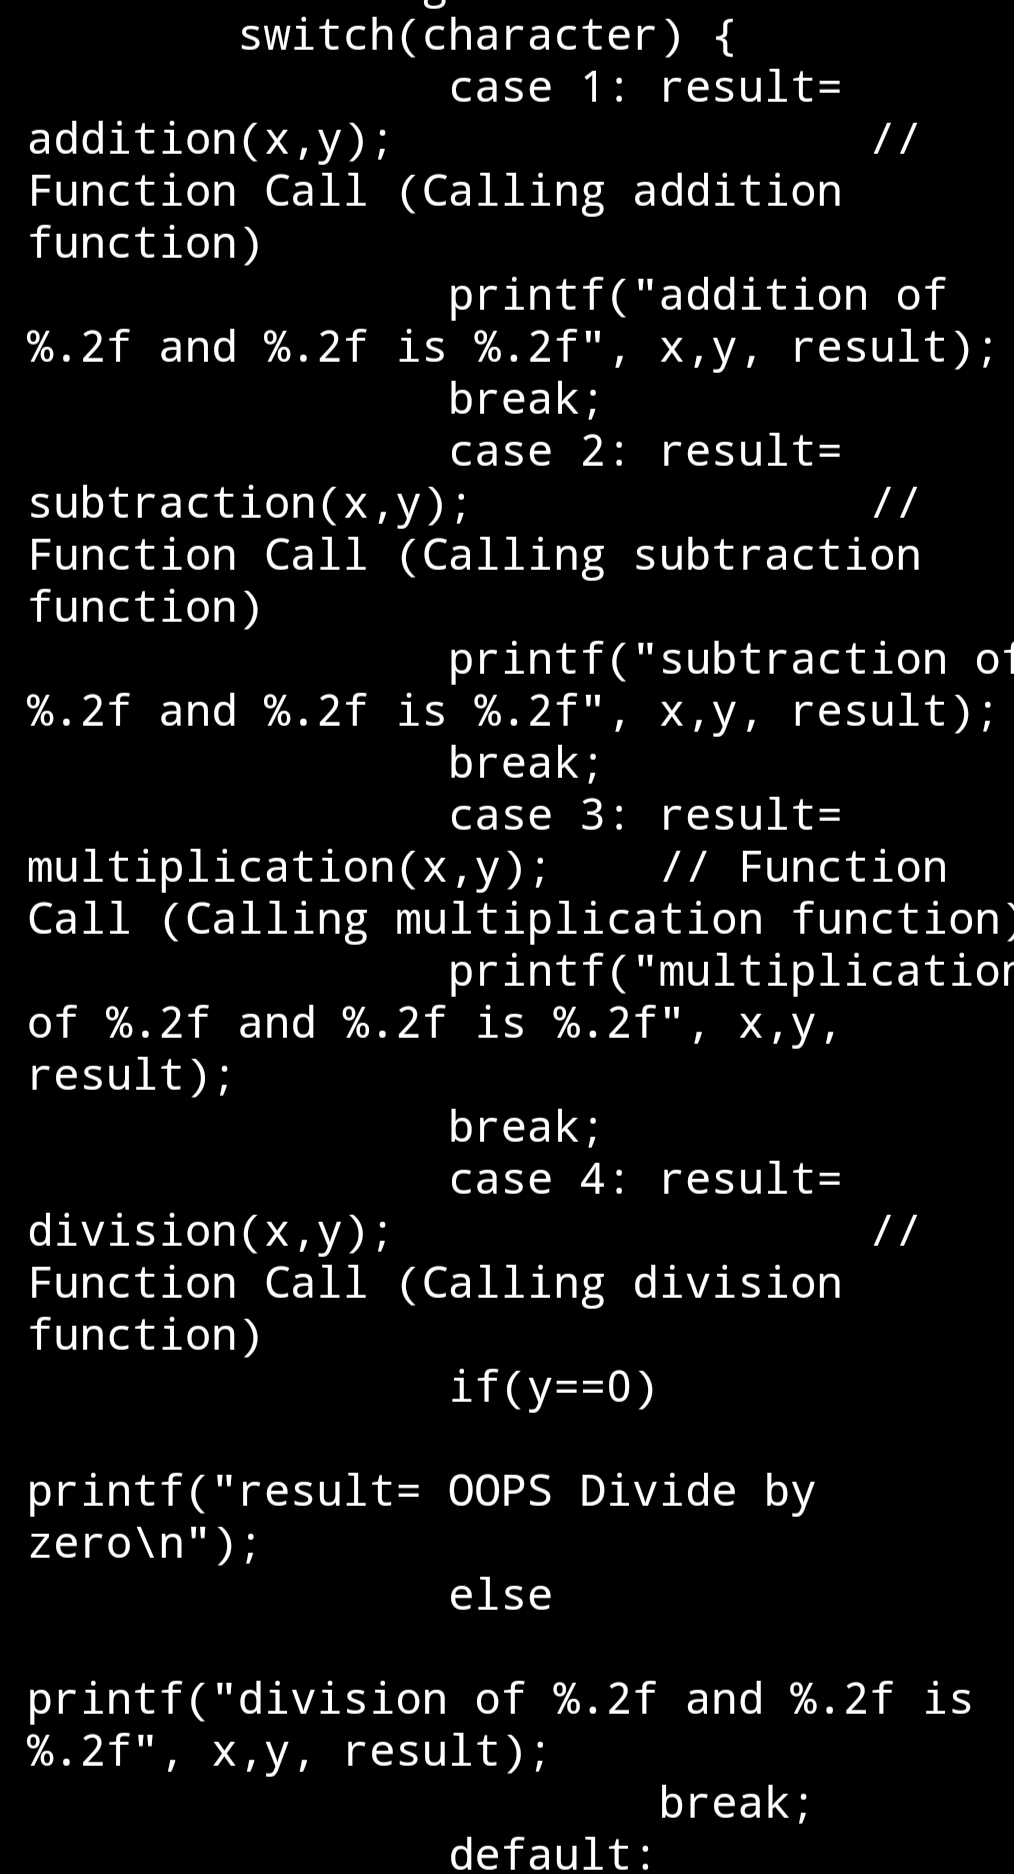 switch(character) {
case 1: result=
addition(x,y); //
Function Call (Calling addition
function)
printf("addition of
%.2f and %.2f is %.2f", x,y, result);
break;
case 2: result=
subtraction(x,y); //
Function Call (Calling subtraction
function)
printf("subtraction of
%.2f and %.2f is %.2f", x,y, result);
break;
case 3: result=
multiplication(x,y); // Function
Call (Calling multiplication function)
printf("multiplication
of %.2f and %.2f is %.2f", x,y,
result);
break;
case 4: result=
division(x,y); //
Function Call (Calling division
function)
if(y==0)
printf("result= OOPS Divide by
zero\n");
else
printf("division of %.2f and %.2f is
%.2f", x,y, result);
break;
default: